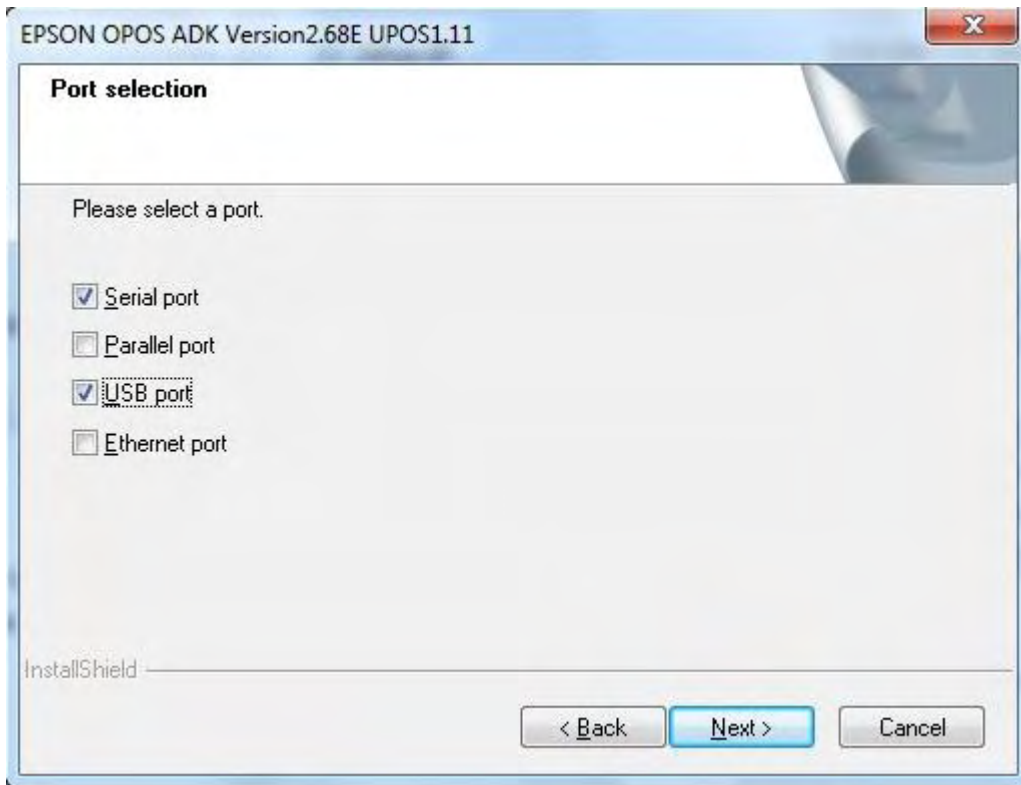 EPSON OPOS ADK Version2.68E UPOS1.11
Port selection
Please select a port.
Serial port
Parallel port
USB port
Ethernet port
InstallShield
< Back Next > Cancel